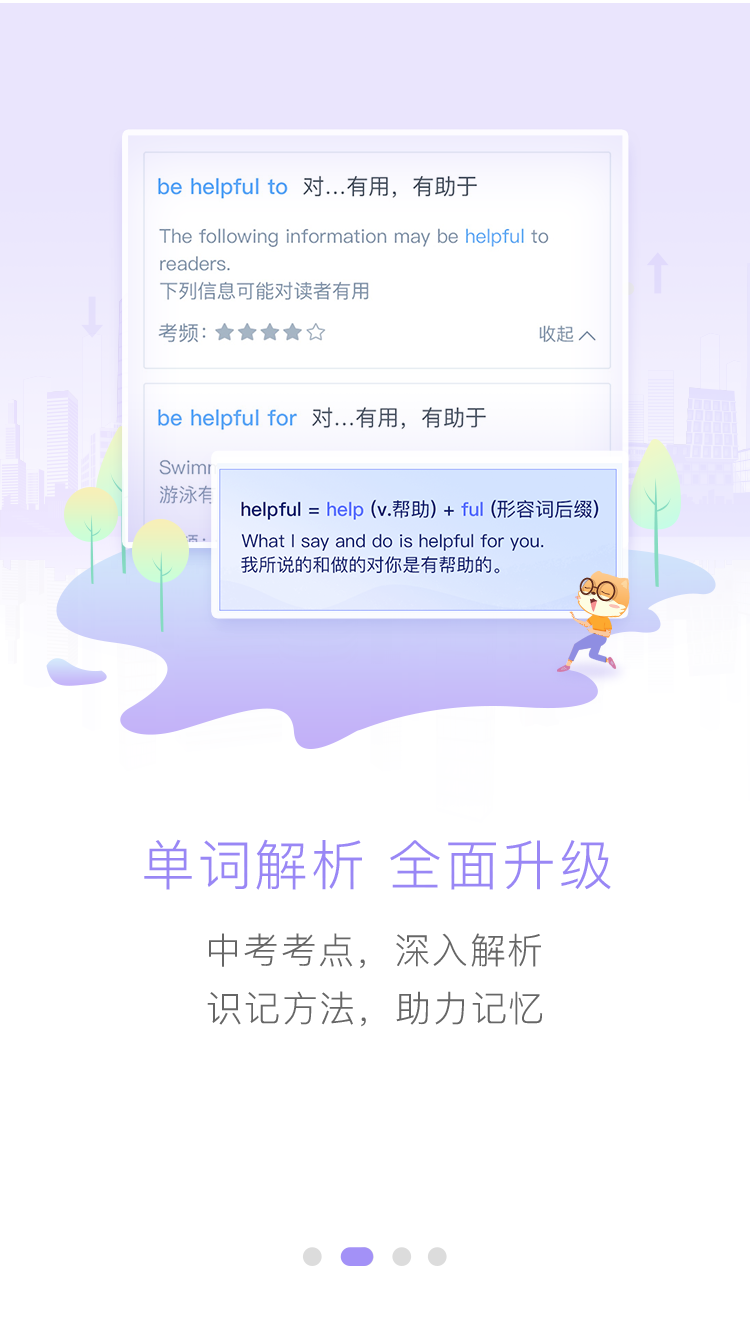 be helpful to 对...有用，有助于
The following information may be helpful to
readers.
下列信息可能对读者有用
考频：
收起
be helpful for 对...有用，有助于
游泳有
helpful = help (v.帮助) + ful (形容词后缀)
What I say and do is helpful for you.
我所说的和做的对你是有帮助的。
单词解析 全面升级
中考考点，深入解析
识记方法，助力记忆